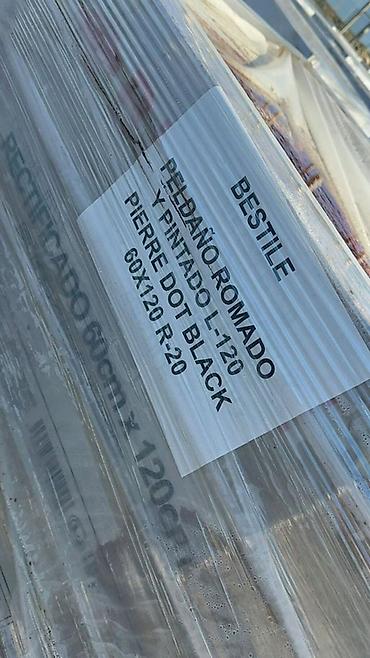 BESTILE
PELDAÑO ROMADO
Y PINTADO L-120
PIERRE DOT BLACK
60X120 R-20
RECTIFICADO 60cm x 120cm